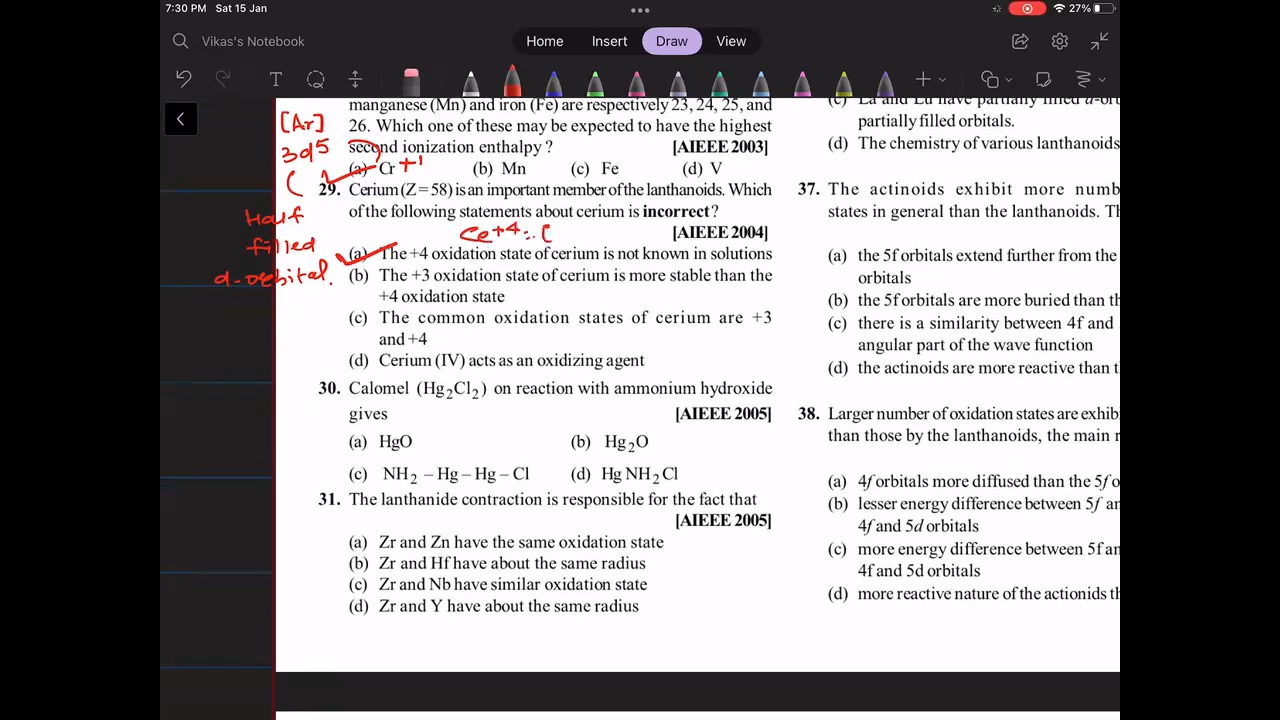 7:30 PM Sat 15 Jan
27%
Vikas's Notebook
Home Insert Draw View
manganese (Mn) and iron (Fe) are respectively 23, 24, 25, and
26. Which one of these may be expected to have the highest
second ionization enthalpy ? [AIEEE 2003]
(a) Cr +1 (b) Mn (c) Fe (d) V
[Ar]
3d5
(
Half
filled
d-orbital.
29. Cerium (Z = 58) is an important member of the lanthanoids. Which
of the following statements about cerium is incorrect?
Ce+4 = (
[AIEEE 2004]
(a) The +4 oxidation state of cerium is not known in solutions
(b) The +3 oxidation state of cerium is more stable than the
+4 oxidation state
(c) The common oxidation states of cerium are +3
and +4
(d) Cerium (IV) acts as an oxidizing agent
30. Calomel (Hg2Cl2) on reaction with ammonium hydroxide
gives [AIEEE 2005]
(a) HgO (b) Hg2O
(c) NH2 – Hg – Hg – Cl (d) Hg NH2 Cl
31. The lanthanide contraction is responsible for the fact that
[AIEEE 2005]
(a) Zr and Zn have the same oxidation state
(b) Zr and Hf have about the same radius
(c) Zr and Nb have similar oxidation state
(d) Zr and Y have about the same radius
(c) La and Lu have partially filled d-or
partially filled orbitals.
(d) The chemistry of various lanthanoids
37. The actinoids exhibit more numb
states in general than the lanthanoids. T
(a) the 5f orbitals extend further from the
orbitals
(b) the 5f orbitals are more buried than t
(c) there is a similarity between 4f and
angular part of the wave function
(d) the actinoids are more reactive than t
38. Larger number of oxidation states are exhib
than those by the lanthanoids, the main r
(a) 4f orbitals more diffused than the 5f o
(b) lesser energy difference between 5f an
4f and 5d orbitals
(c) more energy difference between 5f an
4f and 5d orbitals
(d) more reactive nature of the actionids th